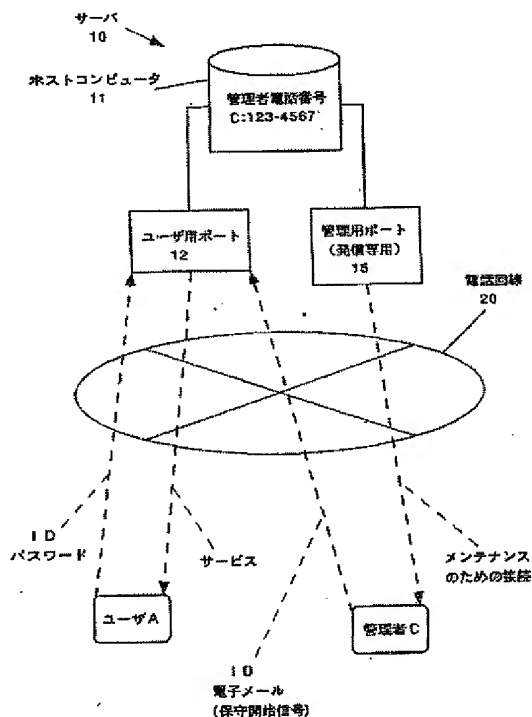 サーバ
10
ホストコンピュータ
11
管理者電話番号
C:123-4567
ユーザ用ポート
12
管理用ポート
(発信専用)
15
電話回線
20
ID
パスワード
サービス
メンテナンス
のための接続
ユーザA
管理者C
ID
電子メール
(保守開始信号)